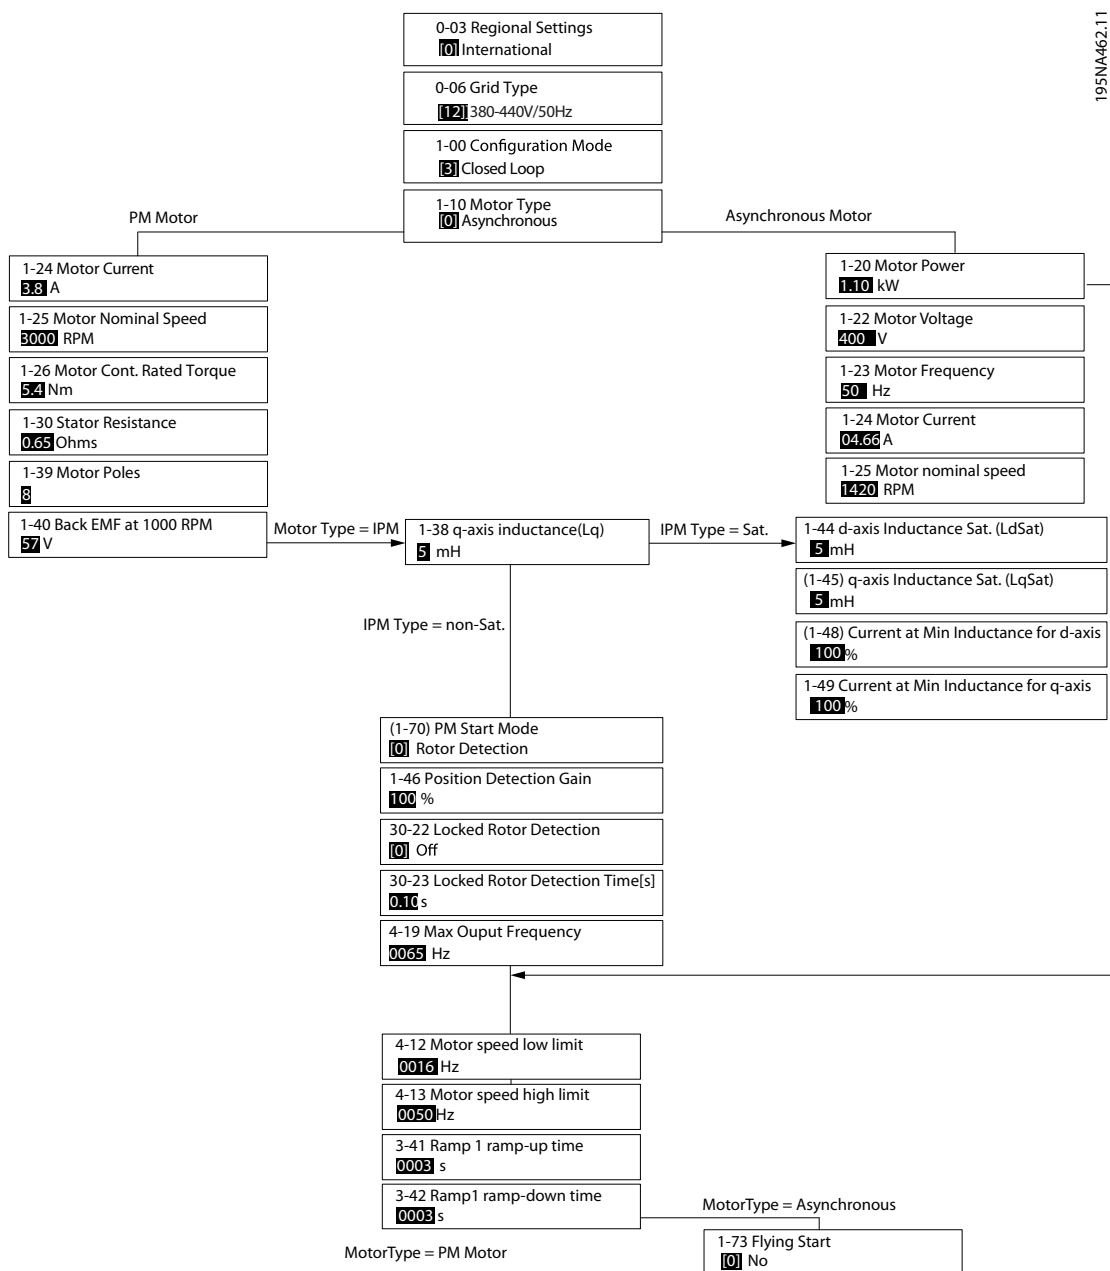 195NA462.11
0-03 Regional Settings
[0] International
0-06 Grid Type
[12] 380-440V/50Hz
1-00 Configuration Mode
[3] Closed Loop
1-10 Motor Type
[0] Asynchronous
PM Motor
Asynchronous Motor
1-24 Motor Current
3.8 A
1-25 Motor Nominal Speed
3000 RPM
1-26 Motor Cont. Rated Torque
5.4 Nm
1-30 Stator Resistance
0.65 Ohms
1-39 Motor Poles
8
1-40 Back EMF at 1000 RPM
57 V
1-20 Motor Power
1.10 kW
1-22 Motor Voltage
400 V
1-23 Motor Frequency
50 Hz
1-24 Motor Current
04.66 A
1-25 Motor nominal speed
1420 RPM
Motor Type = IPM
1-38 q-axis inductance(Lq)
5 mH
IPM Type = Sat.
1-44 d-axis Inductance Sat. (LdSat)
5 mH
(1-45) q-axis Inductance Sat. (LqSat)
5 mH
(1-48) Current at Min Inductance for d-axis
100 %
1-49 Current at Min Inductance for q-axis
100 %
IPM Type = non-Sat.
(1-70) PM Start Mode
[0] Rotor Detection
1-46 Position Detection Gain
100 %
30-22 Locked Rotor Detection
[0] Off
30-23 Locked Rotor Detection Time[s]
0.10 s
4-19 Max Ouput Frequency
0065 Hz
4-12 Motor speed low limit
0016 Hz
4-13 Motor speed high limit
0050 Hz
3-41 Ramp 1 ramp-up time
0003 s
3-42 Ramp1 ramp-down time
0003 s
MotorType = Asynchronous
MotorType = PM Motor
1-73 Flying Start
[0] No